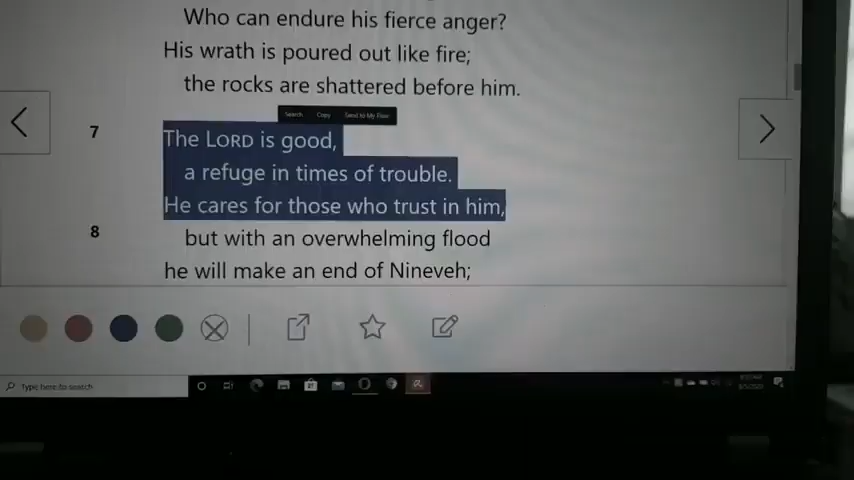 Who can endure his fierce anger?
His wrath is poured out like fire;
the rocks are shattered before him.
Search Copy Send to My Flow
7 The LORD is good,
a refuge in times of trouble.
He cares for those who trust in him,
8 but with an overwhelming flood
he will make an end of Nineveh;
Type here to search